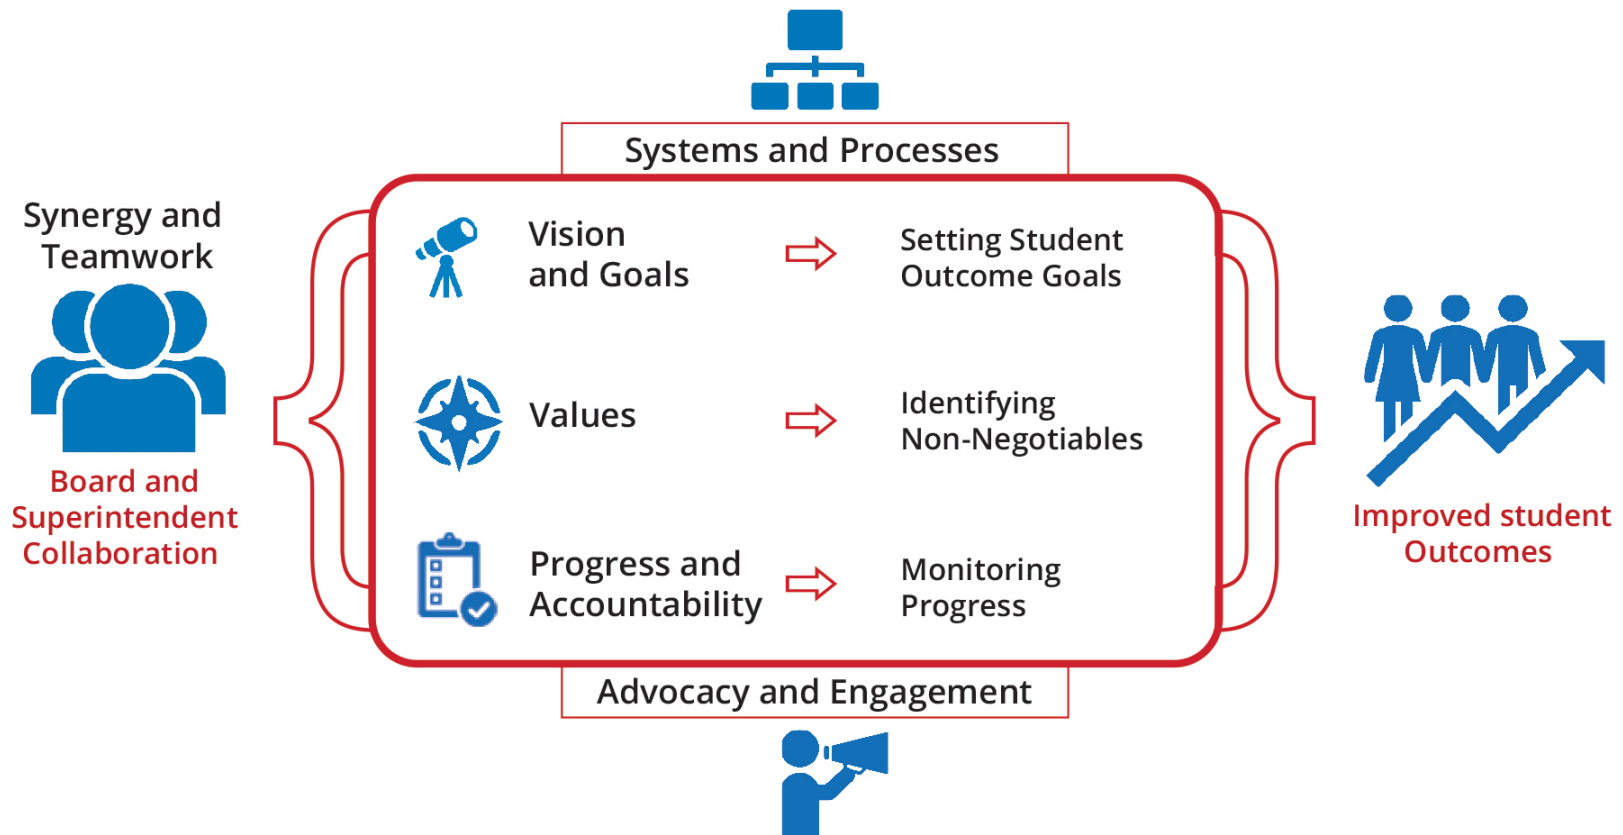 Systems and Processes
Synergy and
Teamwork
Board and
Superintendent
Collaboration
Vision
and Goals
Setting Student
Outcome Goals
Values
Identifying
Non-Negotiables
Progress and
Accountability
Monitoring
Progress
Improved student
Outcomes
Advocacy and Engagement